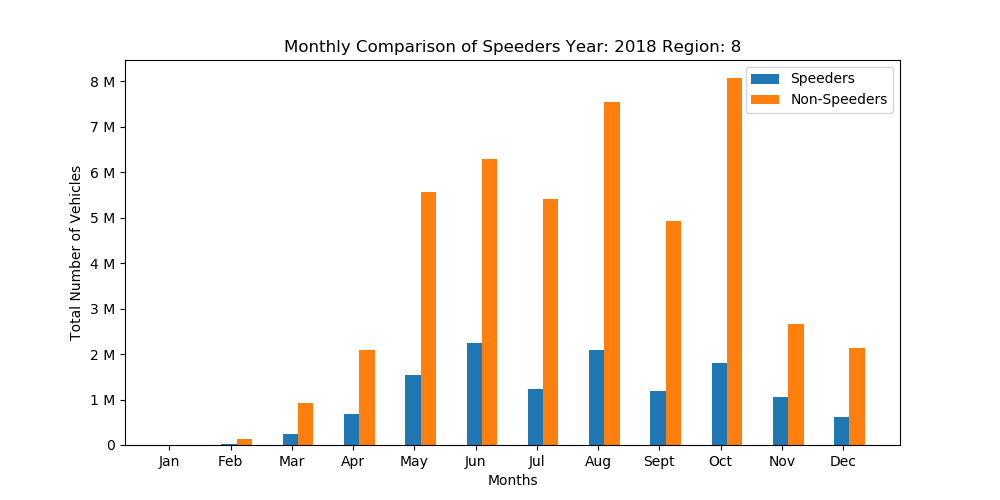 Monthly Comparison of Speeders Year: 2018 Region: 8
Speeders
Non-Speeders
Total Number of Vehicles
8 M
7 M
6 M
5 M
4 M
3 M
2 M
1 M
0
Jan Feb Mar Apr May Jun Jul Aug Sept Oct Nov Dec
Months